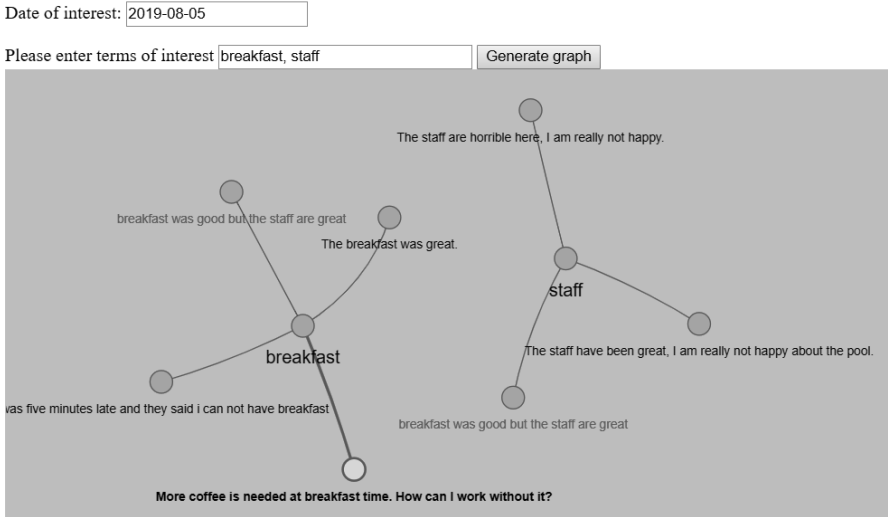 Date of interest: 2019-08-05
Please enter terms of interest breakfast, staff Generate graph
The staff are horrible here, I am really not happy.
breakfast was good but the staff are great
The breakfast was great.
staff
The staff have been great, I am really not happy about the pool.
breakfast
was five minutes late and they said i can not have breakfast
breakfast was good but the staff are great
More coffee is needed at breakfast time. How can I work without it?